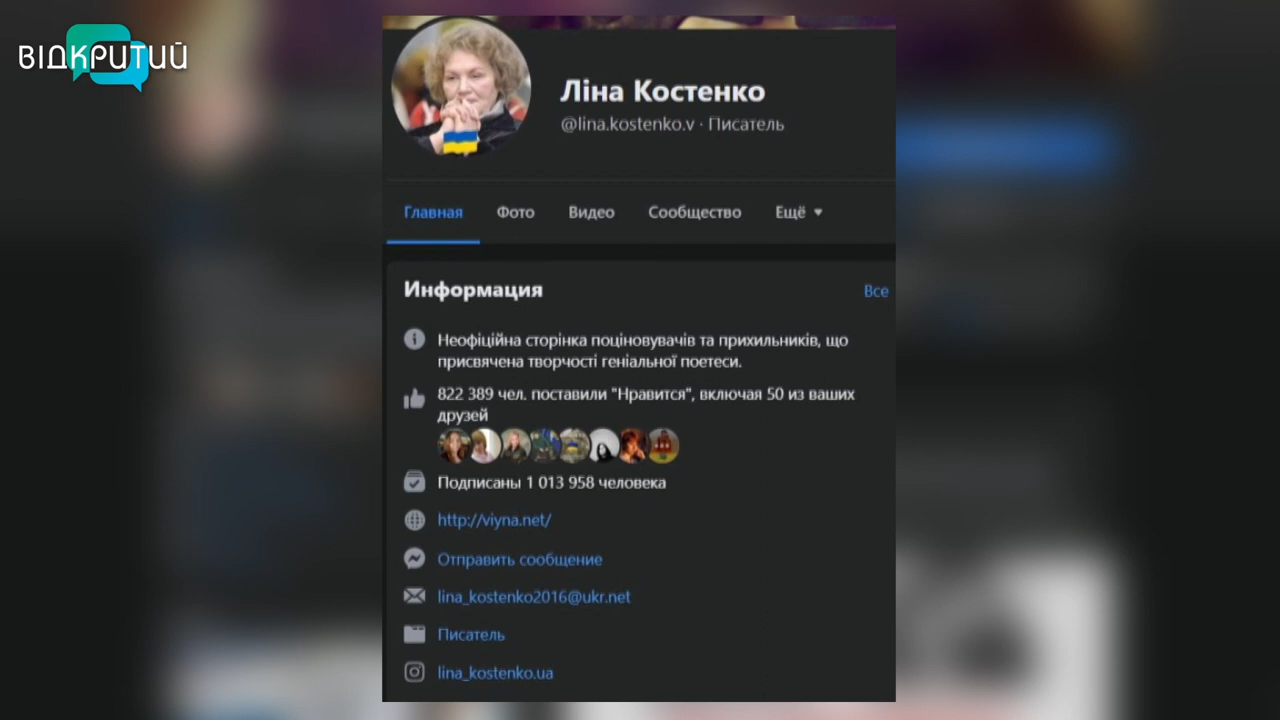 ВІДКРИТИЙ
Ліна Костенко
@lina.kostenko.v · Писатель
Главная Фото Видео Сообщество Ещё
Информация Все
Неофіційна сторінка поціновувачів та прихильників, що
присвячена творчості геніальної поетеси.
822 389 чел. поставили "Нравится", включая 50 из ваших
друзей
Подписаны 1 013 958 человека
http://viyna.net/
Отправить сообщение
lina_kostenko2016@ukr.net
Писатель
lina_kostenko.ua